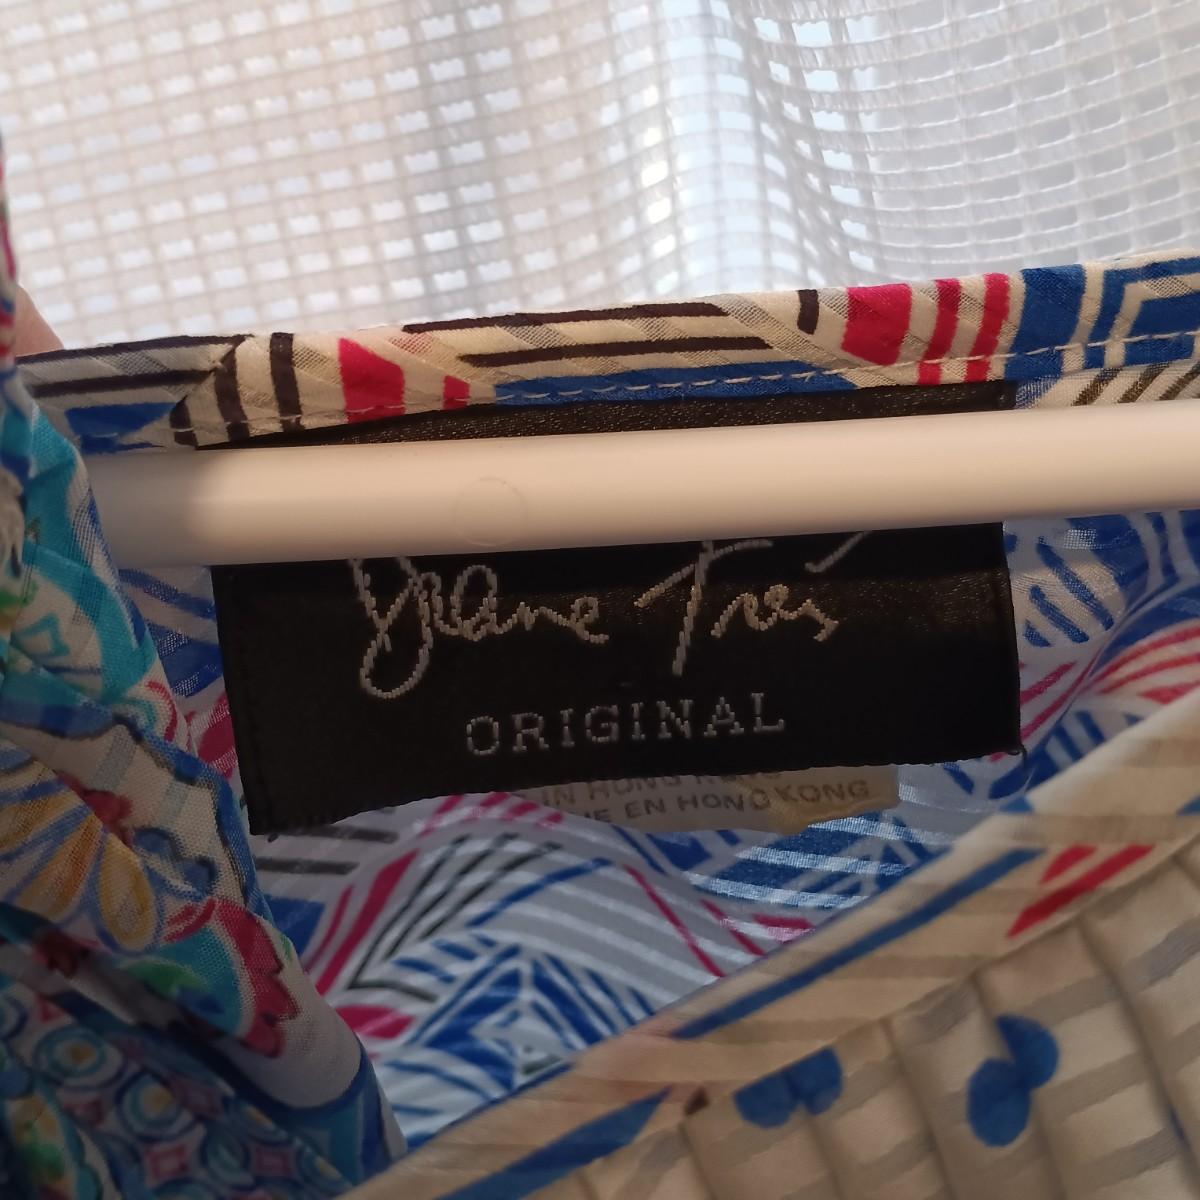 Diane Freis
ORIGINAL
IN HONG KONG
EN HONG KONG